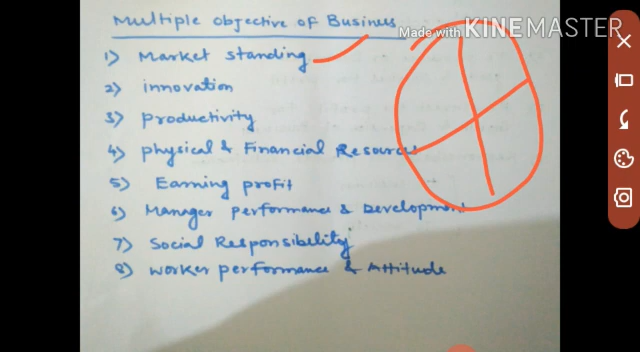 Multiple objective of Business
Made with KINEMASTER
1) Market standing
2) innovation
3) Productivity
4) Physical & Financial Resources
5) Earning profit
6) Manager performance & Development
7) Social Responsibility
8) Worker performance & Attitude